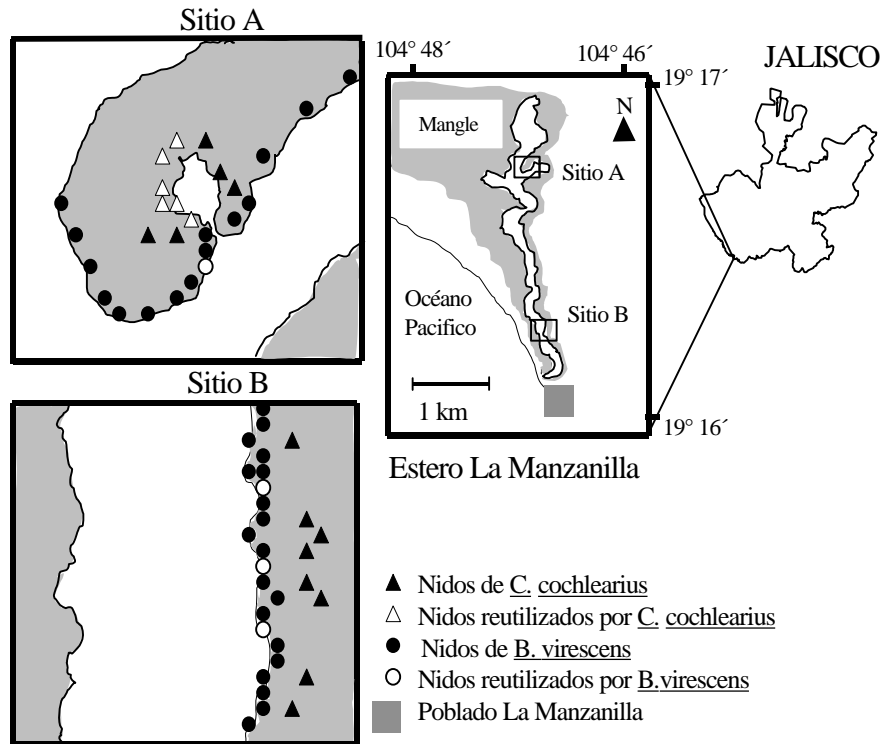 Sitio A
104° 48´
104° 46´
JALISCO
19° 17´
N
Mangle
Sitio A
Océano
Pacifico
Sitio B
1 km
19° 16´
Sitio B
Estero La Manzanilla
Nidos de C. cochlearius
Nidos reutilizados por C. cochlearius
Nidos de B. virescens
Nidos reutilizados por B.virescens
Poblado La Manzanilla